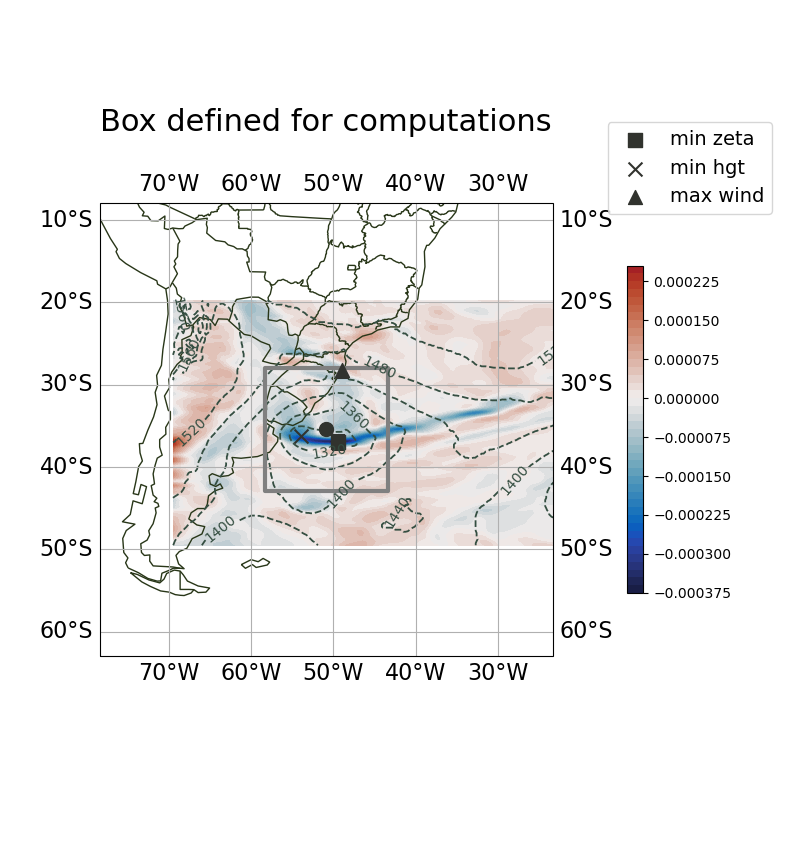 Box defined for computations
min zeta
min hgt
max wind
70°W 60°W 50°W 40°W 30°W
10°S 10°S
20°S 20°S
30°S 30°S
40°S 40°S
50°S 50°S
60°S 60°S
70°W 60°W 50°W 40°W 30°W
1480
1360
1520
1320
1400
1400
1400
1440
0.000225
0.000150
0.000075
0.000000
−0.000075
−0.000150
−0.000225
−0.000300
−0.000375